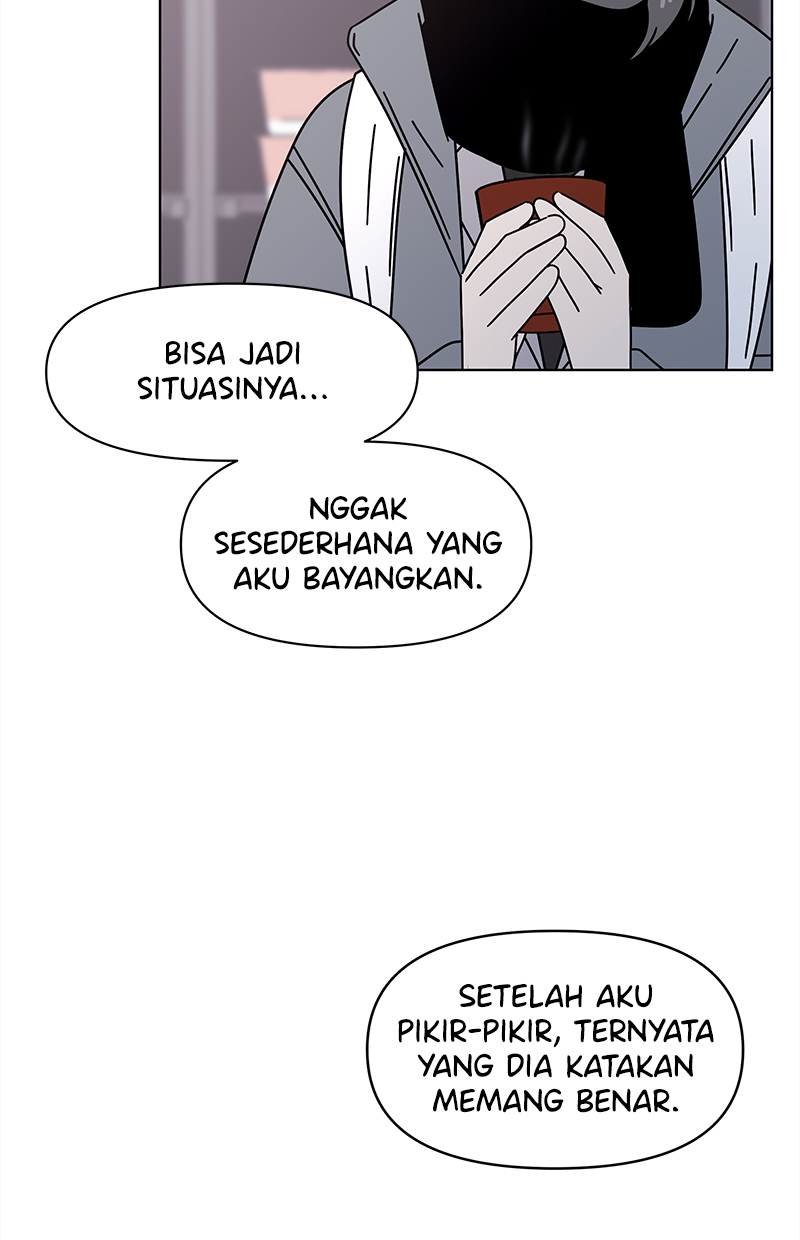 BISA JADI
SITUASINYA...
NGGAK
SESEDERHANA YANG
AKU BAYANGKAN.
SETELAH AKU
PIKIR-PIKIR, TERNYATA
YANG DIA KATAKAN
MEMANG BENAR.